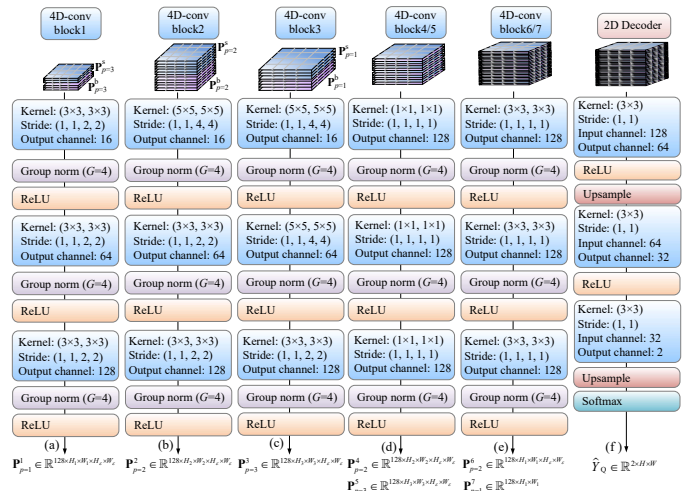 4D-conv
block1
P^s_{p=3}
P^b_{p=3}
Kernel: (3×3, 3×3)
Stride: (1, 1, 2, 2)
Output channel: 16
Group norm (G=4)
ReLU
Kernel: (3×3, 3×3)
Stride: (1, 1, 2, 2)
Output channel: 64
Group norm (G=4)
ReLU
Kernel: (3×3, 3×3)
Stride: (1, 1, 2, 2)
Output channel: 128
Group norm (G=4)
ReLU
(a)
4D-conv
block2
P^s_{p=2}
P^b_{p=2}
Kernel: (5×5, 5×5)
Stride: (1, 1, 4, 4)
Output channel: 16
Group norm (G=4)
ReLU
Kernel: (3×3, 3×3)
Stride: (1, 1, 2, 2)
Output channel: 64
Group norm (G=4)
ReLU
Kernel: (3×3, 3×3)
Stride: (1, 1, 2, 2)
Output channel: 128
Group norm (G=4)
ReLU
(b)
4D-conv
block3
P^s_{p=1}
P^b_{p=1}
Kernel: (5×5, 5×5)
Stride: (1, 1, 4, 4)
Output channel: 16
Group norm (G=4)
ReLU
Kernel: (5×5, 5×5)
Stride: (1, 1, 4, 4)
Output channel: 64
Group norm (G=4)
ReLU
Kernel: (3×3, 3×3)
Stride: (1, 1, 2, 2)
Output channel: 128
Group norm (G=4)
ReLU
(c)
4D-conv
block4/5
Kernel: (1×1, 1×1)
Stride: (1, 1, 1, 1)
Output channel: 128
Group norm (G=4)
ReLU
Kernel: (1×1, 1×1)
Stride: (1, 1, 1, 1)
Output channel: 128
Group norm (G=4)
ReLU
Kernel: (1×1, 1×1)
Stride: (1, 1, 1, 1)
Output channel: 128
Group norm (G=4)
ReLU
(d)
4D-conv
block6/7
Kernel: (3×3, 3×3)
Stride: (1, 1, 1, 1)
Output channel: 128
Group norm (G=4)
ReLU
Kernel: (3×3, 3×3)
Stride: (1, 1, 1, 1)
Output channel: 128
Group norm (G=4)
ReLU
Kernel: (3×3, 3×3)
Stride: (1, 1, 1, 1)
Output channel: 128
Group norm (G=4)
ReLU
(e)
2D Decoder
Kernel: (3×3)
Stride: (1, 1)
Input channel: 128
Output channel: 64
ReLU
Upsample
Kernel: (3×3)
Stride: (1, 1)
Input channel: 64
Output channel: 32
ReLU
Kernel: (3×3)
Stride: (1, 1)
Input channel: 32
Output channel: 2
Upsample
Softmax
(f)
Ŷ_Q ∈ ℝ^{2×H×W}